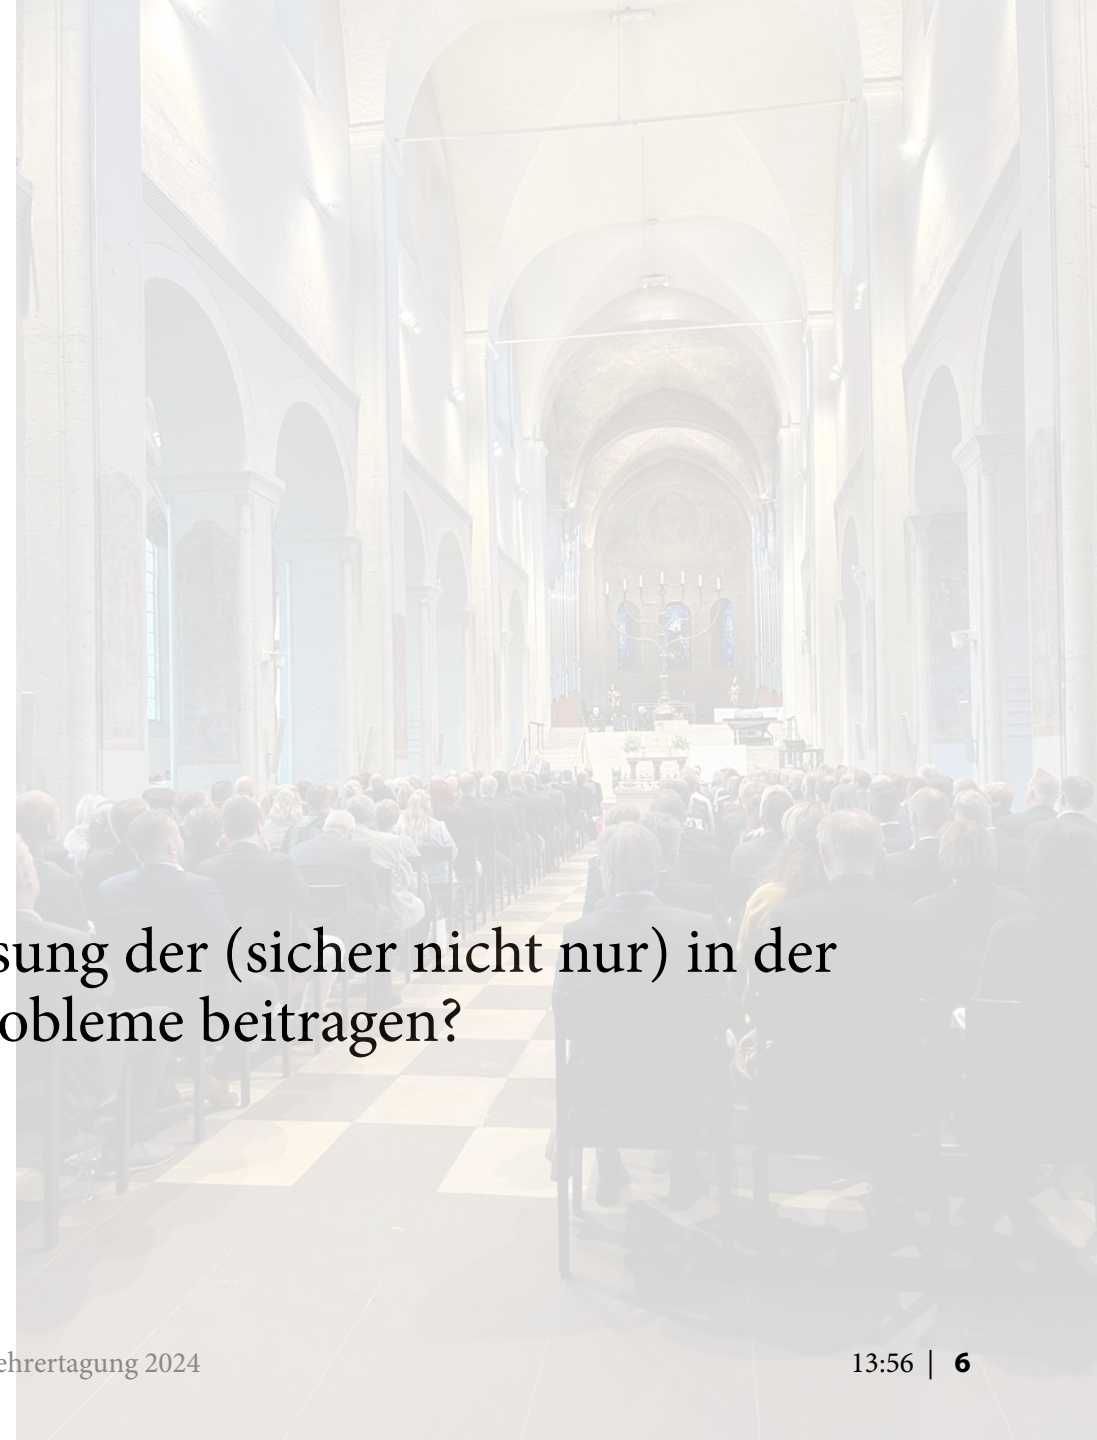 sung der (sicher nicht nur) in der
obleme beitragen?
ehrertagung 2024
13:56 | 6